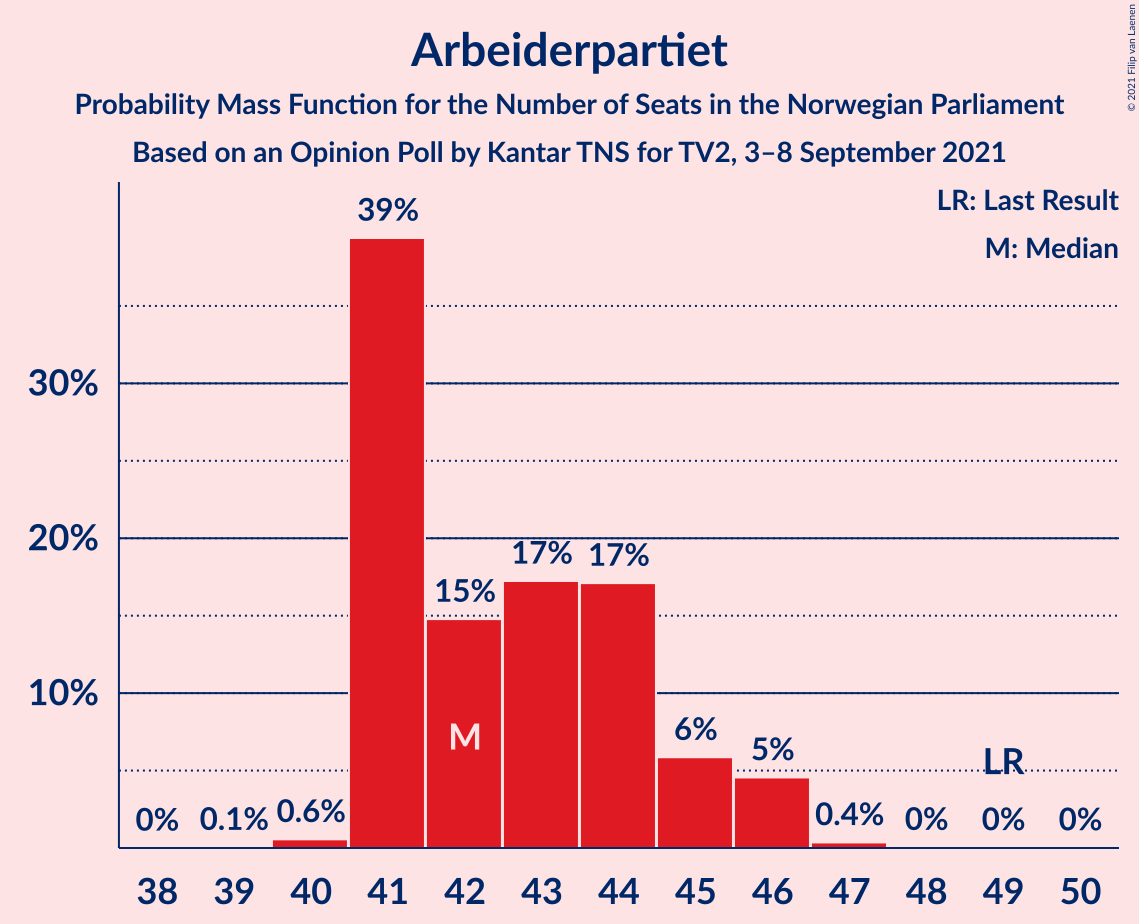 Arbeiderpartiet
Probability Mass Function for the Number of Seats in the Norwegian Parliament
Based on an Opinion Poll by Kantar TNS for TV2, 3–8 September 2021
© 2021 Filip van Laenen
LR: Last Result
M: Median
39%
30%
20%
17% 17%
15%
10%
M
6%
5%
LR
0% 0.1% 0.6% 0.4% 0% 0% 0%
38 39 40 41 42 43 44 45 46 47 48 49 50